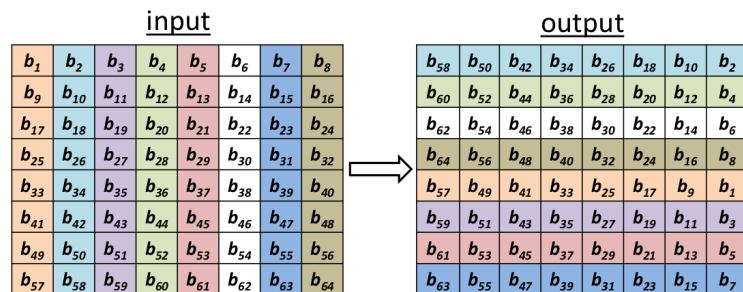 input output
b1 b2 b3 b4 b5 b6 b7 b8 b58 b50 b42 b34 b26 b18 b10 b2
b9 b10 b11 b12 b13 b14 b15 b16 b60 b52 b44 b36 b28 b20 b12 b4
b17 b18 b19 b20 b21 b22 b23 b24 b62 b54 b46 b38 b30 b22 b14 b6
b25 b26 b27 b28 b29 b30 b31 b32 b64 b56 b48 b40 b32 b24 b16 b8
b33 b34 b35 b36 b37 b38 b39 b40 b57 b49 b41 b33 b25 b17 b9 b1
b41 b42 b43 b44 b45 b46 b47 b48 b59 b51 b43 b35 b27 b19 b11 b3
b49 b50 b51 b52 b53 b54 b55 b56 b61 b53 b45 b37 b29 b21 b13 b5
b57 b58 b59 b60 b61 b62 b63 b64 b63 b55 b47 b39 b31 b23 b15 b7